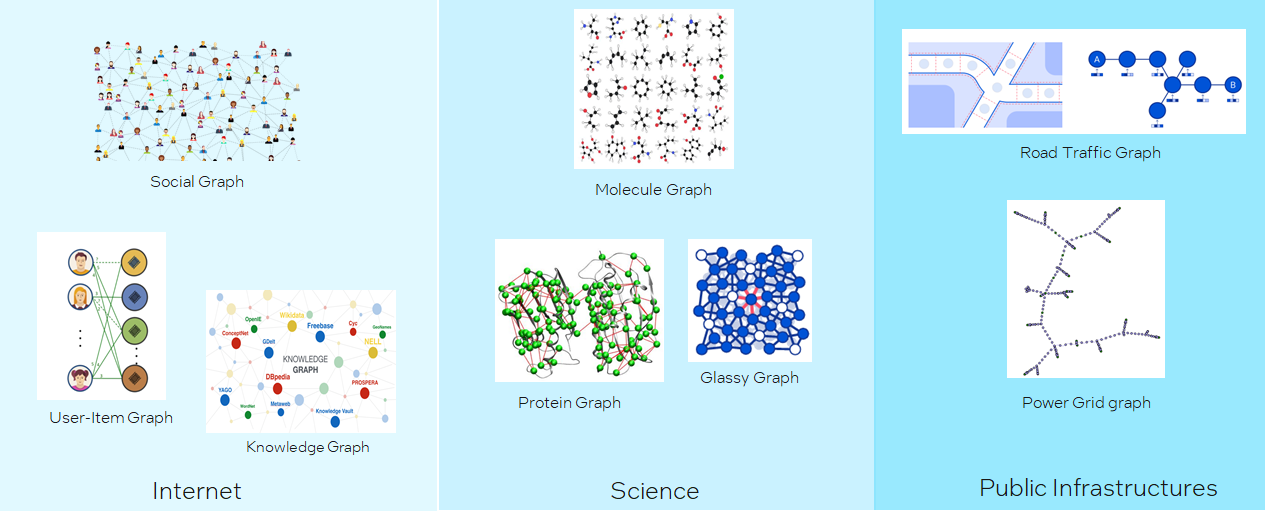 Social Graph
User-Item Graph
OpenIE
Wikidata
ConceptNet
Freebase
Cyc
GeoNames
GDelt
NELL
KNOWLEDGE
GRAPH
DBpedia
PROSPERA
YAGO
WordNet
Metaweb
Knowledge Vault
Knowledge Graph
Internet
Molecule Graph
Protein Graph
Glassy Graph
Science
A
B
Road Traffic Graph
Power Grid graph
Public Infrastructures